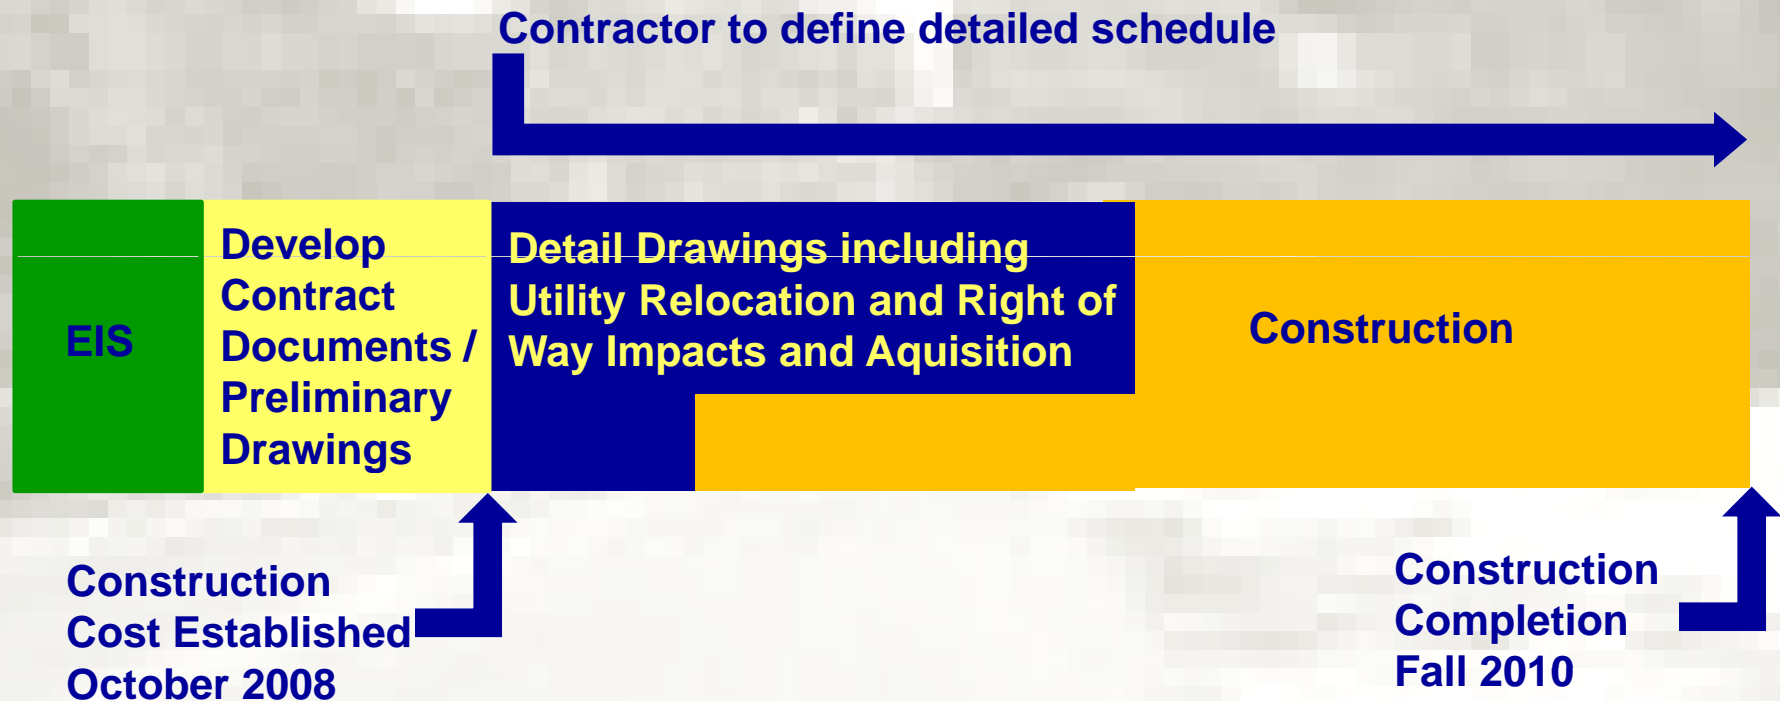 Contractor to define detailed schedule
EIS
Develop
Contract
Documents /
Preliminary
Drawings
Detail Drawings including
Utility Relocation and Right of
Way Impacts and Aquisition
Construction
Construction
Cost Established
October 2008
Construction
Completion
Fall 2010